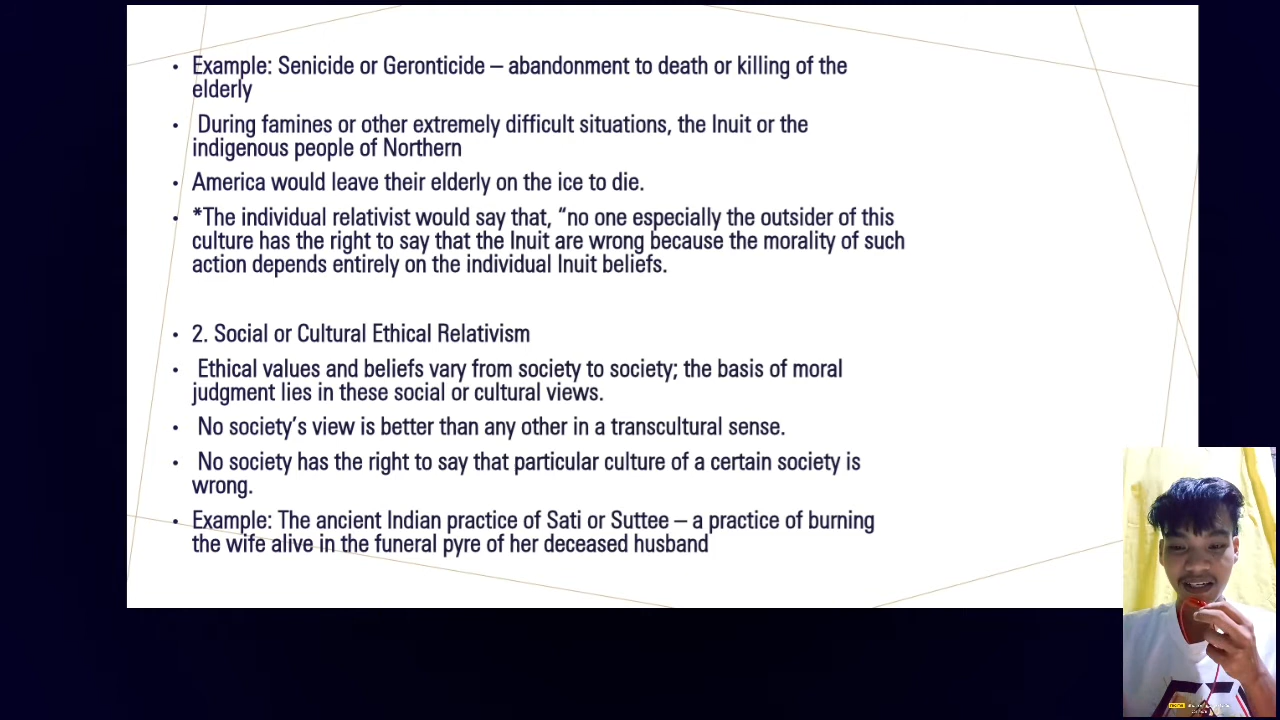 • Example: Senicide or Geronticide – abandonment to death or killing of the
elderly
• During famines or other extremely difficult situations, the Inuit or the
indigenous people of Northern
• America would leave their elderly on the ice to die.
• *The individual relativist would say that, “no one especially the outsider of this
culture has the right to say that the Inuit are wrong because the morality of such
action depends entirely on the individual Inuit beliefs.
• 2. Social or Cultural Ethical Relativism
• Ethical values and beliefs vary from society to society; the basis of moral
judgment lies in these social or cultural views.
• No society’s view is better than any other in a transcultural sense.
• No society has the right to say that particular culture of a certain society is
wrong.
• Example: The ancient Indian practice of Sati or Suttee – a practice of burning
the wife alive in the funeral pyre of her deceased husband